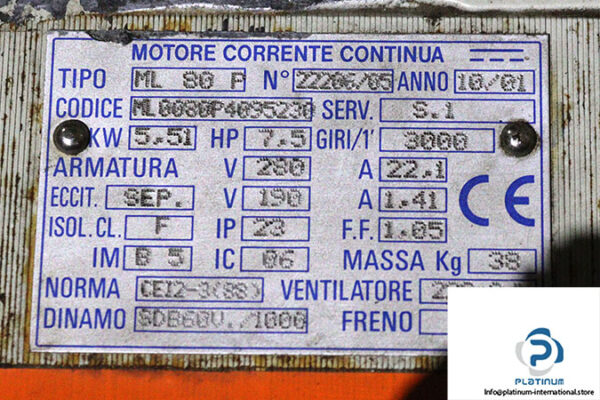 MOTORE CORRENTE CONTINUA
TIPO ML 80 P N° 22206/05 ANNO 10/01
CODICE ML0080P4095230 SERV. S.1
KW 5.51 HP 7.5 GIRI/1' 3000
ARMATURA V 280 A 22.1
ECCIT. SEP. V 190 A 1.41
ISOL. CL. F IP 23 F.F. 1.05
IM B 5 IC 06 MASSA Kg 38
NORMA CEI2-3(88) VENTILATORE
DINAMO SDB60V./1000 FRENO
CE
PLATINUM
Info@platinum-international.store